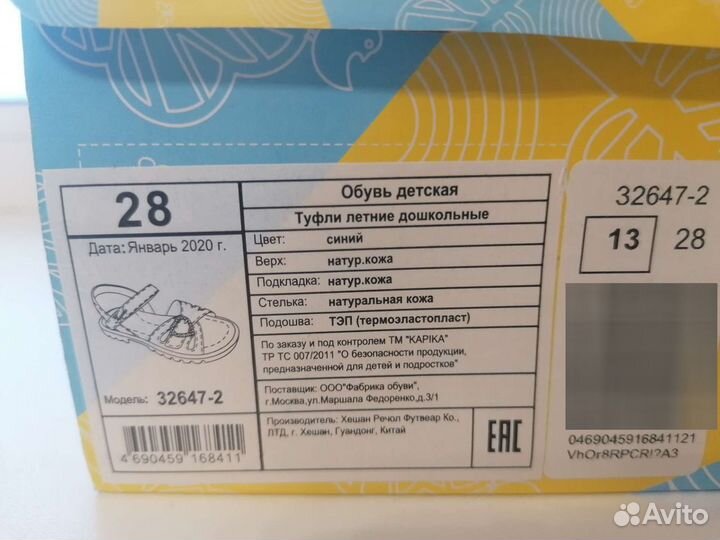 28
Дата: Январь 2020 г.
Модель: 32647-2
4 690459 168411
Обувь детская
Туфли летние дошкольные
Цвет: синий
Верх: натур.кожа
Подкладка: натур.кожа
Стелька: натуральная кожа
Подошва: ТЭП (термоэластопласт)
По заказу и под контролем ТМ "KAPIKA"
ТР ТС 007/2011 "О безопасности продукции,
предназначенной для детей и подростков"
Поставщик: ООО"Фабрика обуви",
г.Москва,ул.Маршала Федоренко,д.3/1
Производитель: Хешан Речол Футвеар Ко.,
ЛТД, г. Хешан, Гуандонг, Китай
EAC
32647-2
13 28
0469045916841121
Avito